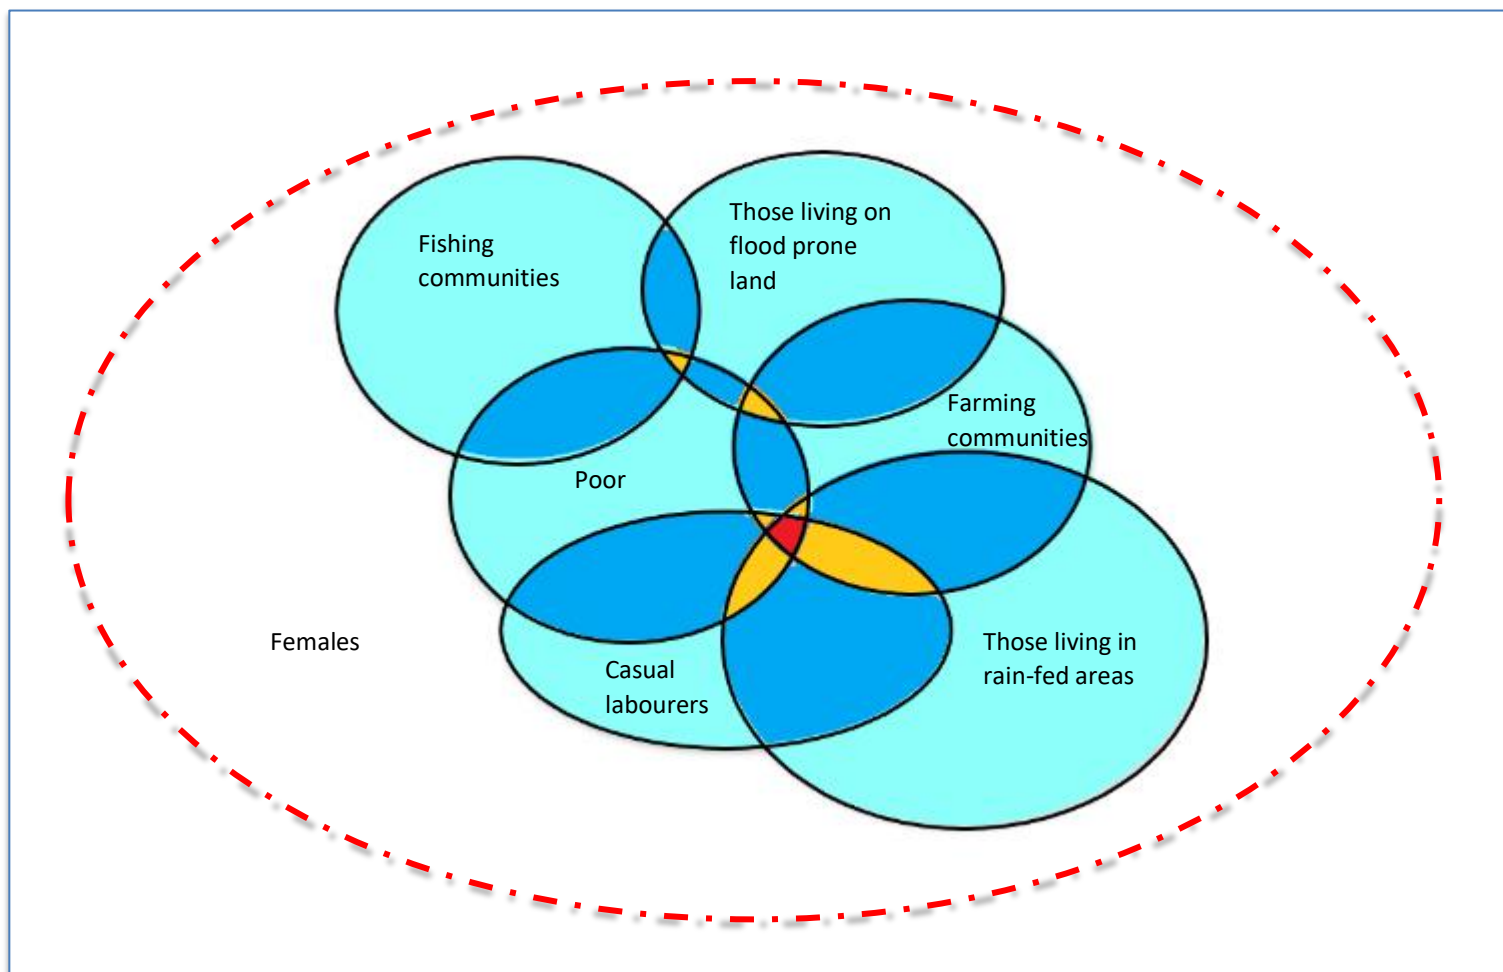 Those living on
flood prone
land
Fishing
communities
Farming
communities
Poor
Females
Casual
labourers
Those living in
rain-fed areas